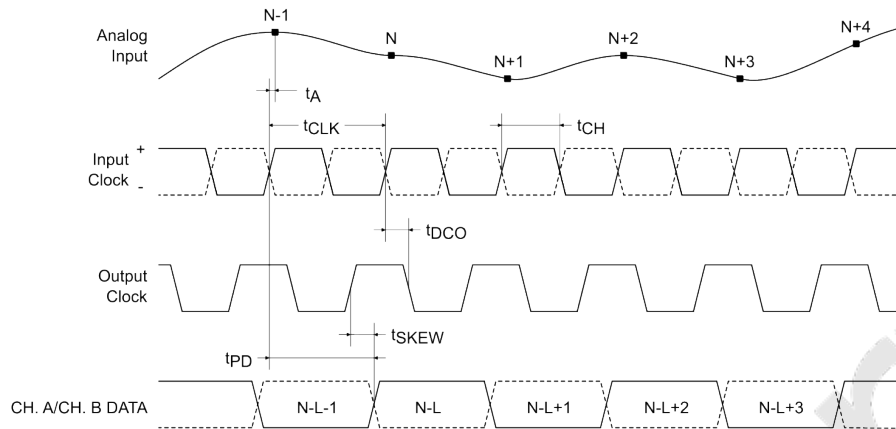 N-1
N
N+1
N+2
N+3
N+4
Analog
Input
tA
tCLK
tCH
Input
Clock
+
-
tDCO
Output
Clock
tSKEW
tPD
CH. A/CH. B DATA
N-L-1
N-L
N-L+1
N-L+2
N-L+3